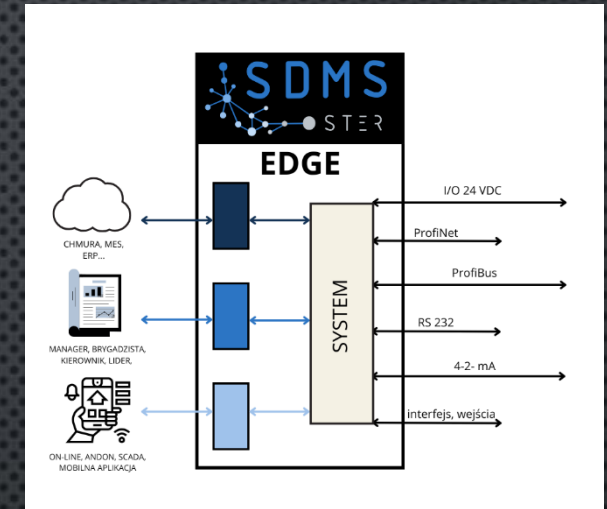 SDMS
STER
EDGE
CHMURA, MES,
ERP...
MANAGER, BRYGADZISTA,
KIEROWNIK, LIDER,
ON-LINE, ANDON, SCADA,
MOBILNA APLIKACJA
SYSTEM
I/O 24 VDC
ProfiNet
ProfiBus
RS 232
4-2- mA
interfejs, wejścia